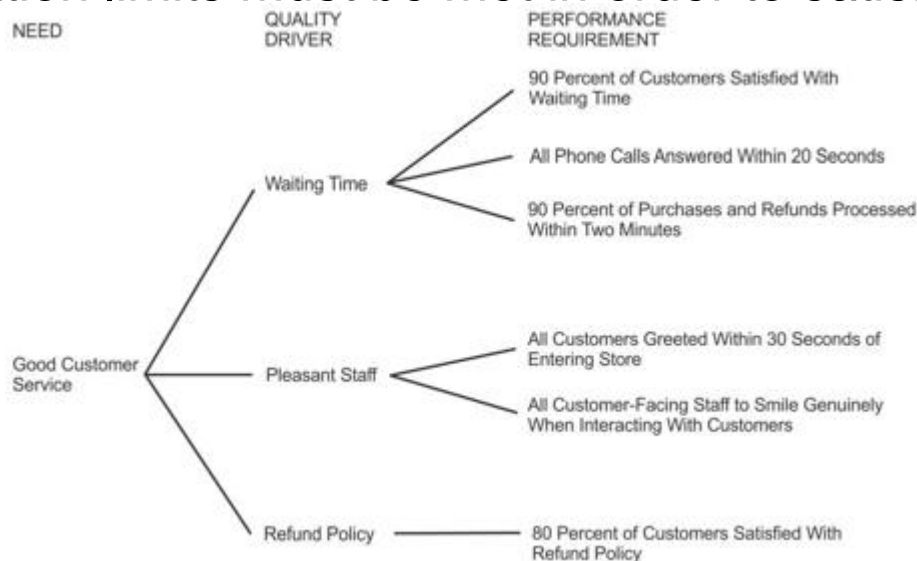 NEED
QUALITY
DRIVER
PERFORMANCE
REQUIREMENT
90 Percent of Customers Satisfied With
Waiting Time
All Phone Calls Answered Within 20 Seconds
Waiting Time
90 Percent of Purchases and Refunds Processed
Within Two Minutes
All Customers Greeted Within 30 Seconds of
Entering Store
Good Customer
Service
Pleasant Staff
All Customer-Facing Staff to Smile Genuinely
When Interacting With Customers
Refund Policy
80 Percent of Customers Satisfied With
Refund Policy